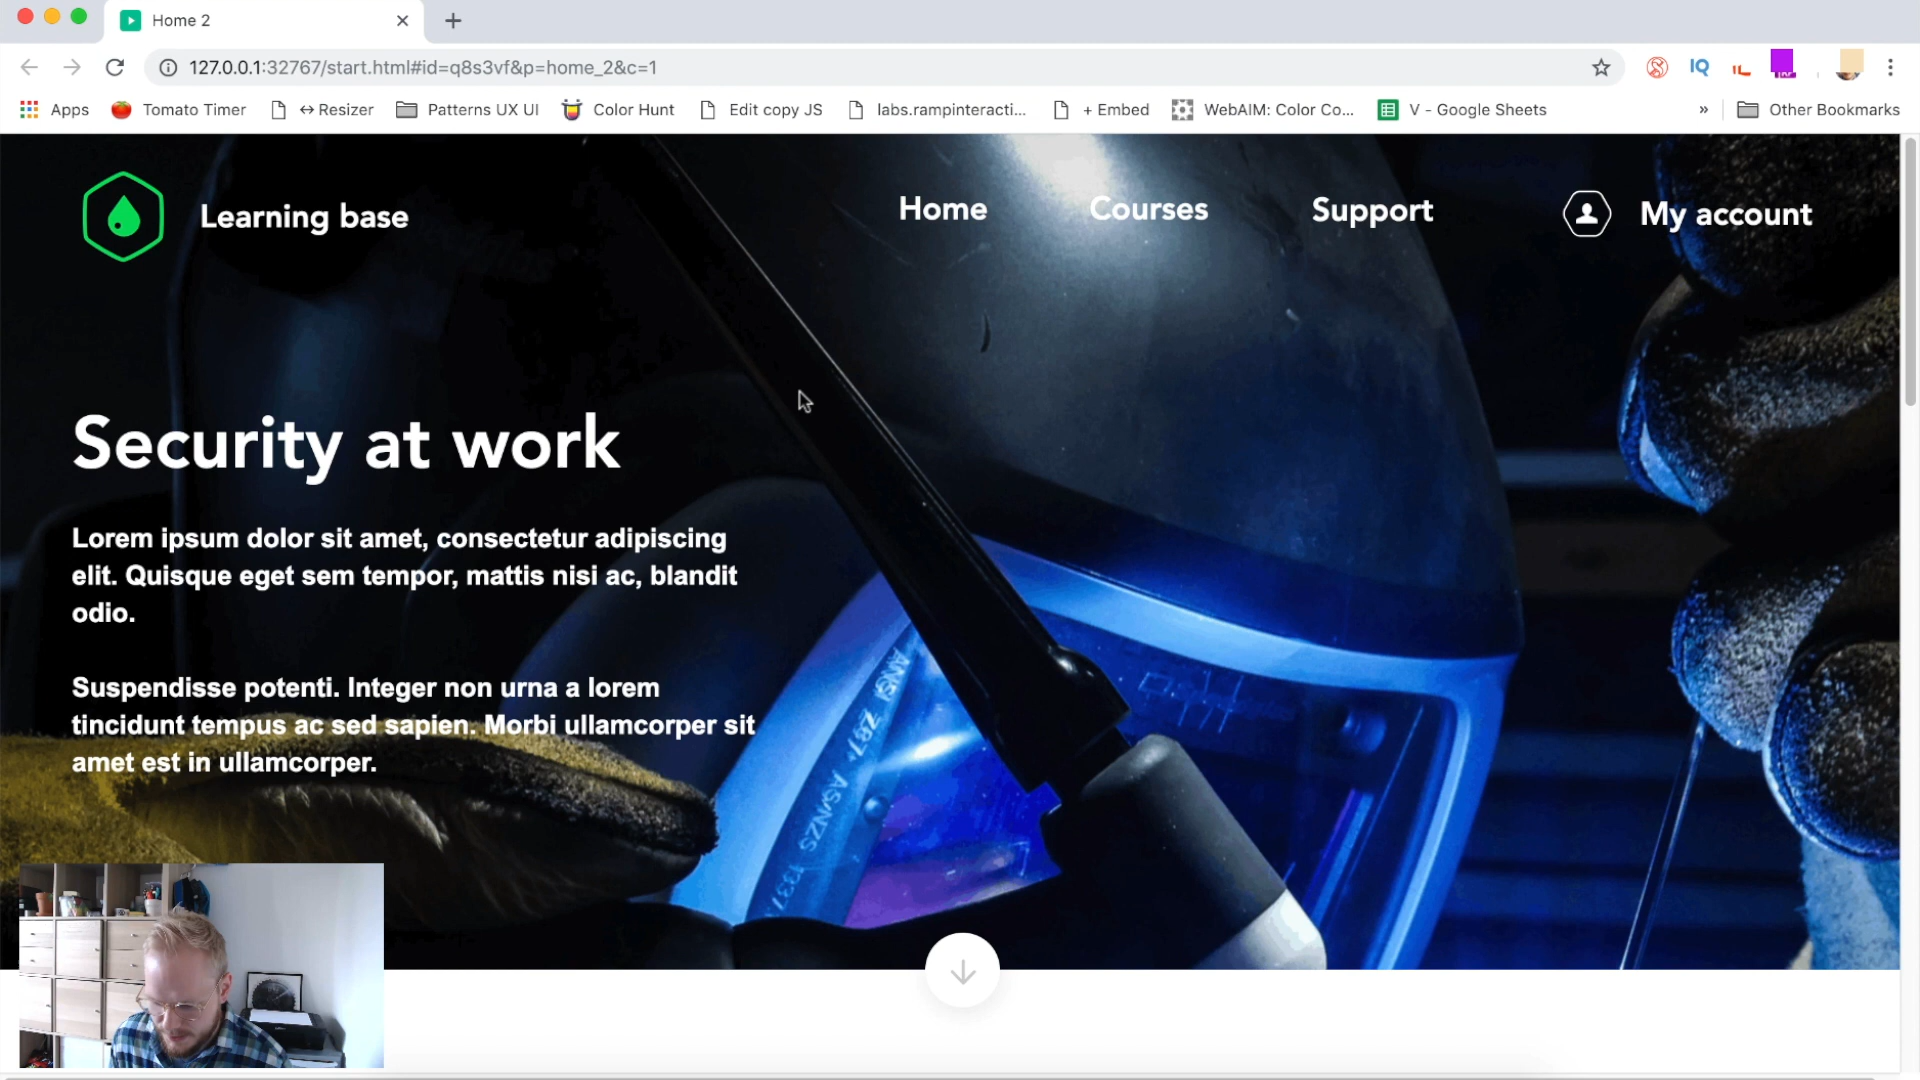 Home 2
127.0.0.1:32767/start.html#id=q8s3vf&p=home_2&c=1
IQ
Apps
Tomato Timer
↔ Resizer
Patterns UX UI
Color Hunt
Edit copy JS
labs.rampinteracti...
+ Embed
WebAIM: Color Co...
V - Google Sheets
»
Other Bookmarks
Learning base
Home
Courses
Support
My account
Security at work
Lorem ipsum dolor sit amet, consectetur adipiscing
elit. Quisque eget sem tempor, mattis nisi ac, blandit
odio.
Suspendisse potenti. Integer non urna a lorem
tincidunt tempus ac sed sapien. Morbi ullamcorper sit
amet est in ullamcorper.